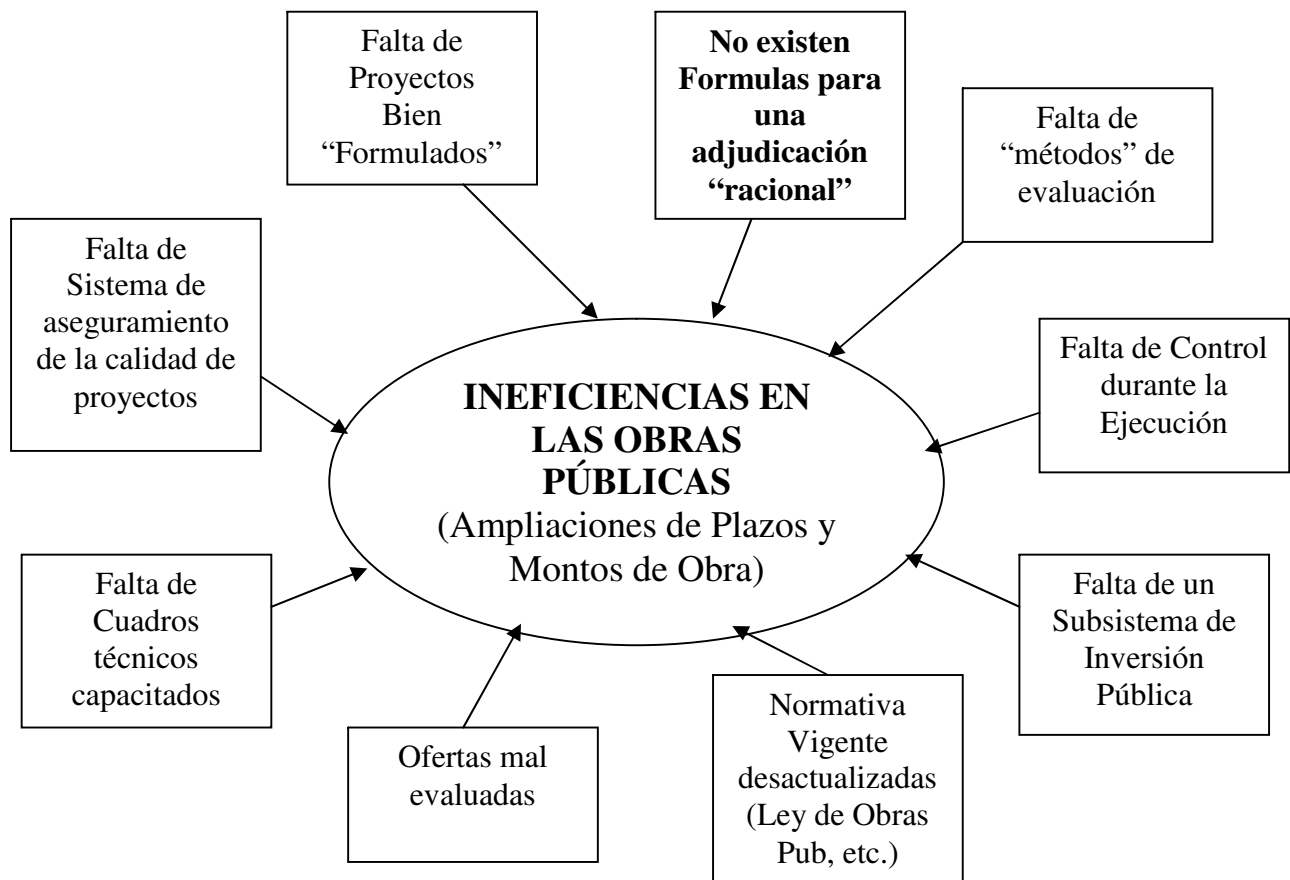 Falta de
Proyectos
Bien
“Formulados”
No existen
Formulas para
una
adjudicación
“racional”
Falta de
“métodos” de
evaluación
Falta de
Sistema de
aseguramiento
de la calidad de
proyectos
Falta de Control
durante la
Ejecución
INEFICIENCIAS EN
LAS OBRAS
PÚBLICAS
(Ampliaciones de Plazos y
Montos de Obra)
Falta de
Cuadros
técnicos
capacitados
Falta de un
Subsistema de
Inversión
Pública
Ofertas mal
evaluadas
Normativa
Vigente
desactualizadas
(Ley de Obras
Pub, etc.)